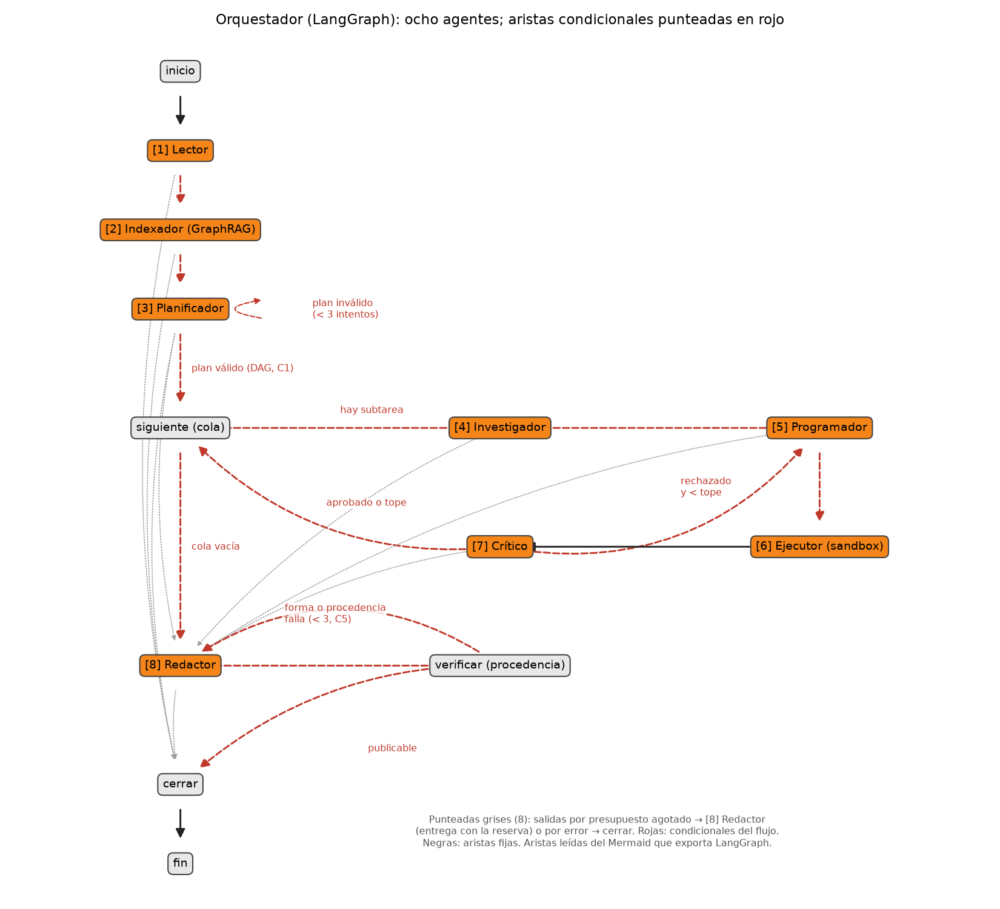 Orquestador (LangGraph): ocho agentes; aristas condicionales punteadas en rojo
inicio
[1] Lector
[2] Indexador (GraphRAG)
[3] Planificador
plan inválido
(< 3 intentos)
plan válido (DAG, C1)
hay subtarea
siguiente (cola)
[4] Investigador
[5] Programador
rechazado
y < tope
aprobado o tope
cola vacía
[7] Crítico
[6] Ejecutor (sandbox)
forma o procedencia
falla (< 3, C5)
[8] Redactor
verificar (procedencia)
publicable
cerrar
Punteadas grises (8): salidas por presupuesto agotado → [8] Redactor
(entrega con la reserva) o por error → cerrar. Rojas: condicionales del flujo.
Negras: aristas fijas. Aristas leídas del Mermaid que exporta LangGraph.
fin